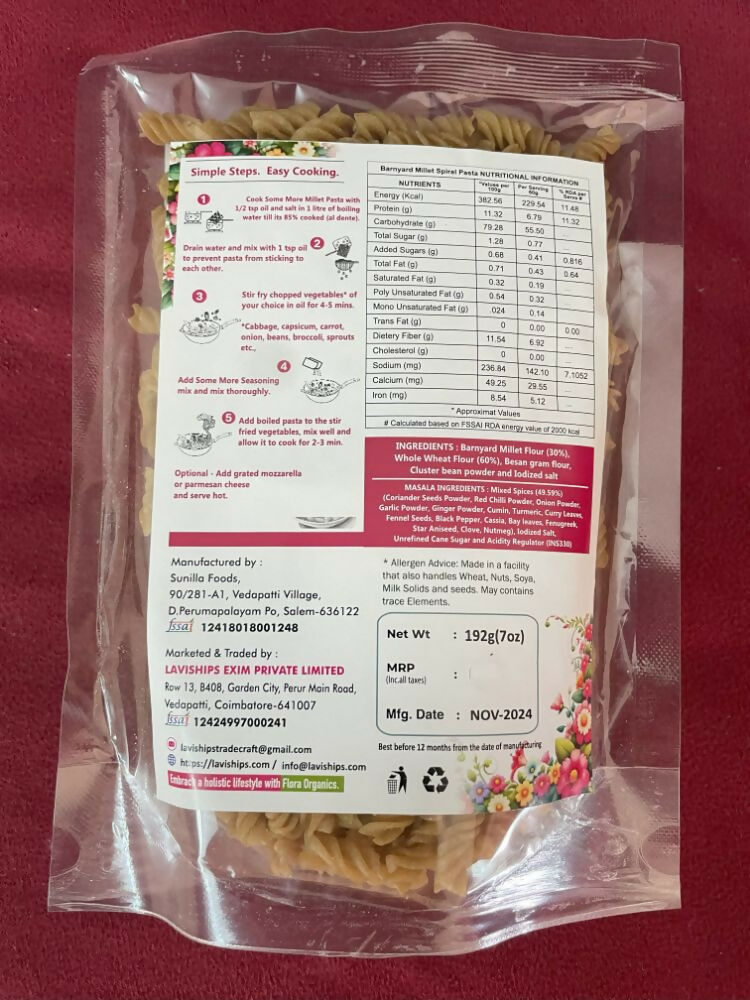 Simple Steps. Easy Cooking.
1
Cook Some More Millet Pasta with
1/2 tsp oil and salt in 1 litre of boiling
water till its 85% cooked (al dente).
Drain water and mix with 1 tsp oil
to prevent pasta from sticking to
each other.
2
3
Stir fry chopped vegetables* of
your choice in oil for 4-5 mins.
*Cabbage, capsicum, carrot,
onion, beans, broccoli, sprouts
etc.,
4
Add Some More Seasoning
mix and mix thoroughly.
5
Add boiled pasta to the stir
fried vegetables, mix well and
allow it to cook for 2-3 min.
Optional - Add grated mozzarella
or parmesan cheese
and serve hot.
Barnyard Millet Spiral Pasta NUTRITIONAL INFORMATION
NUTRIENTS *Values per 100g Per Serving 60g % RDA per Serve #
Energy (Kcal) 382.56 229.54 11.48
Protein (g) 11.32 6.79 11.32
Carbohydrate (g) 79.28 55.50
Total Sugar (g) 1.28 0.77
Added Sugars (g) 0.68 0.41 0.816
Total Fat (g) 0.71 0.43 0.64
Saturated Fat (g) 0.32 0.19
Poly Unsaturated Fat (g) 0.54 0.32
Mono Unsaturated Fat (g) .024 0.14
Trans Fat (g) 0 0.00 0.00
Dietery Fiber (g) 11.54 6.92
Cholesterol (g) 0 0.00
Sodium (mg) 236.84 142.10 7.1052
Calcium (mg) 49.25 29.55
Iron (mg) 8.54 5.12
* Approximat Values
# Calculated based on FSSAI RDA energy value of 2000 kcal
INGREDIENTS : Barnyard Millet Flour (30%),
Whole Wheat Flour (60%), Besan gram flour,
Cluster bean powder and Iodized salt
MASALA INGREDIENTS : Mixed Spices (49.59%)
(Coriander Seeds Powder, Red Chilli Powder, Onion Powder,
Garlic Powder, Ginger Powder, Cumin, Turmeric, Curry Leaves,
Fennel Seeds, Black Pepper, Cassia, Bay leaves, Fenugreek,
Star Aniseed, Clove, Nutmeg), Iodized Salt,
Unrefined Cane Sugar and Acidity Regulator (INS330)
Manufactured by :
Sunilla Foods,
90/281-A1, Vedapatti Village,
D.Perumapalayam Po, Salem-636122
fssai 12418018001248
Marketed & Traded by :
LAVISHIPS EXIM PRIVATE LIMITED
Row 13, B408, Garden City, Perur Main Road,
Vedapatti, Coimbatore-641007
fssai 12424997000241
lavishipstradecraft@gmail.com
https://laviships.com / info@laviships.com
Embrace a holistic lifestyle with Flora Organics.
* Allergen Advice: Made in a facility
that also handles Wheat, Nuts, Soya,
Milk Solids and seeds. May contains
trace Elements.
Net Wt : 192g(7oz)
MRP :
(Inc.all taxes)
Mfg. Date : NOV-2024
Best before 12 months from the date of manufacturing